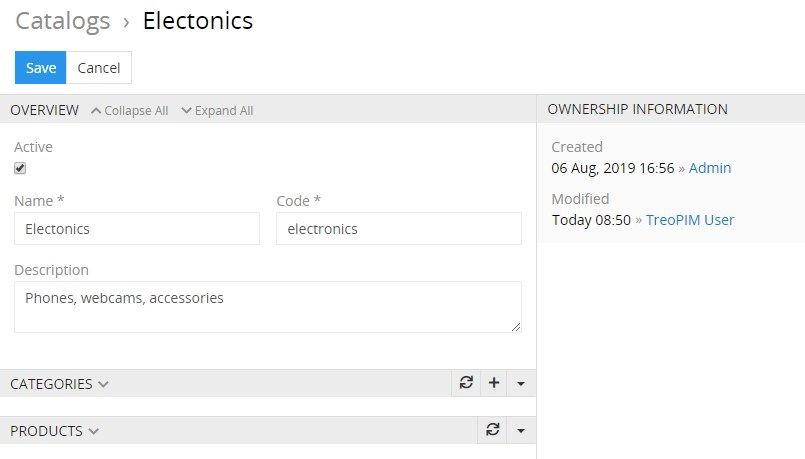 Catalogs › Electonics
Save Cancel
OVERVIEW Collapse All Expand All
Active
Name * Code *
Electonics electronics
Description
Phones, webcams, accessories
CATEGORIES
PRODUCTS
OWNERSHIP INFORMATION
Created
06 Aug, 2019 16:56 » Admin
Modified
Today 08:50 » TreoPIM User